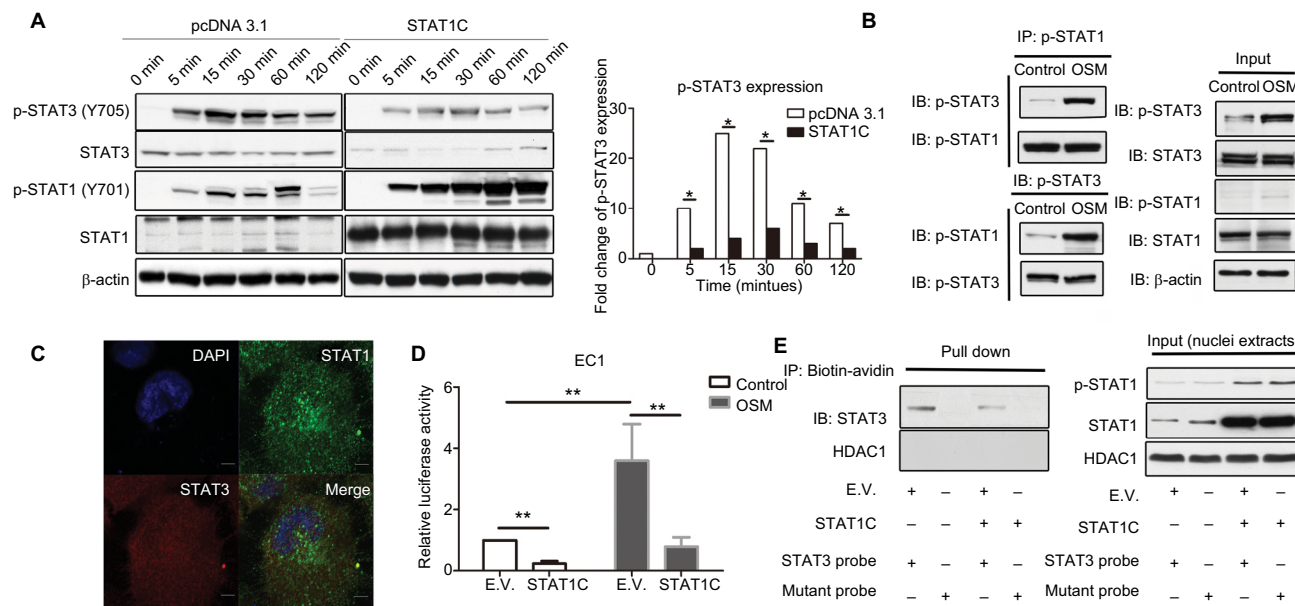 A
pcDNA 3.1
STAT1C
0 min 5 min 15 min 30 min 60 min 120 min
0 min 5 min 15 min 30 min 60 min 120 min
p-STAT3 (Y705)
STAT3
p-STAT1 (Y701)
STAT1
β-actin
p-STAT3 expression
pcDNA 3.1
STAT1C
Fold change of p-STAT3 expression
30
20
10
0
* * * * *
0 5 15 30 60 120
Time (mintues)
B
IP: p-STAT1
Control OSM
IB: p-STAT3
IB: p-STAT1
IB: p-STAT3
Control OSM
IB: p-STAT1
IB: p-STAT3
Input
Control OSM
IB: p-STAT3
IB: STAT3
IB: p-STAT1
IB: STAT1
IB: β-actin
C
DAPI
STAT1
STAT3
Merge
D
EC1
Control
OSM
Relative luciferase activity
6
4
2
0
**
**
**
E.V. STAT1C E.V. STAT1C
E
Pull down
IP: Biotin-avidin
IB: STAT3
HDAC1
E.V. + – + –
STAT1C – – + +
STAT3 probe + – + –
Mutant probe – + – +
Input (nuclei extracts
p-STAT1
STAT1
HDAC1
E.V. + – + –
STAT1C – – + +
STAT3 probe + – + –
Mutant probe – + – +